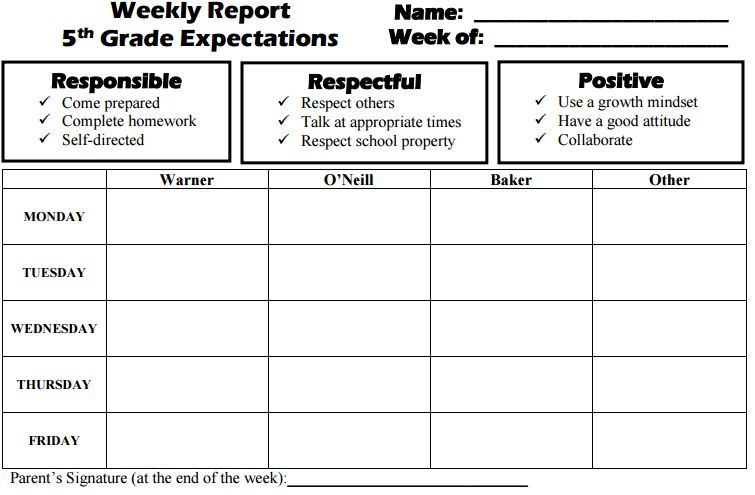 Weekly Report
5th Grade Expectations
Name: ______________________
Week of: ____________________
Responsible
✓ Come prepared
✓ Complete homework
✓ Self-directed
Respectful
✓ Respect others
✓ Talk at appropriate times
✓ Respect school property
Positive
✓ Use a growth mindset
✓ Have a good attitude
✓ Collaborate
Warner O’Neill Baker Other
MONDAY
TUESDAY
WEDNESDAY
THURSDAY
FRIDAY
Parent’s Signature (at the end of the week):______________________________